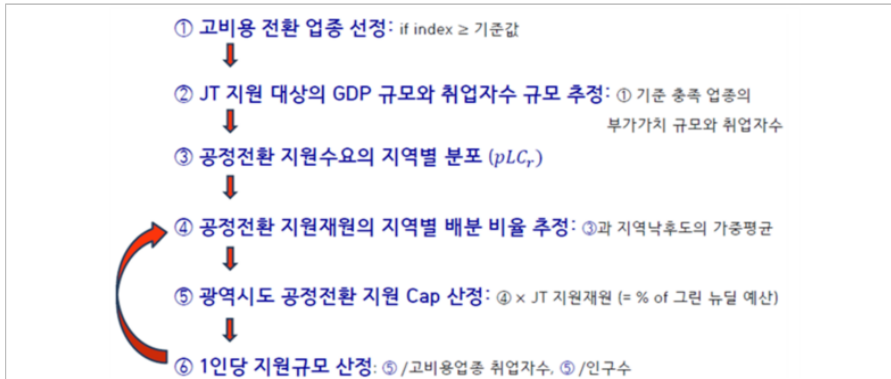 ① 고비용 전환 업종 선정: if index ≥ 기준값
② JT 지원 대상의 GDP 규모와 취업자수 규모 추정: ① 기준 충족 업종의
부가가치 규모와 취업자수
③ 공정전환 지원수요의 지역별 분포 (pLCᵣ)
④ 공정전환 지원재원의 지역별 배분 비율 추정: ③과 지역낙후도의 가중평균
⑤ 광역시도 공정전환 지원 Cap 산정: ④ × JT 지원재원 (= % of 그린 뉴딜 예산)
⑥ 1인당 지원규모 산정: ⑤ /고비용업종 취업자수, ⑤ /인구수